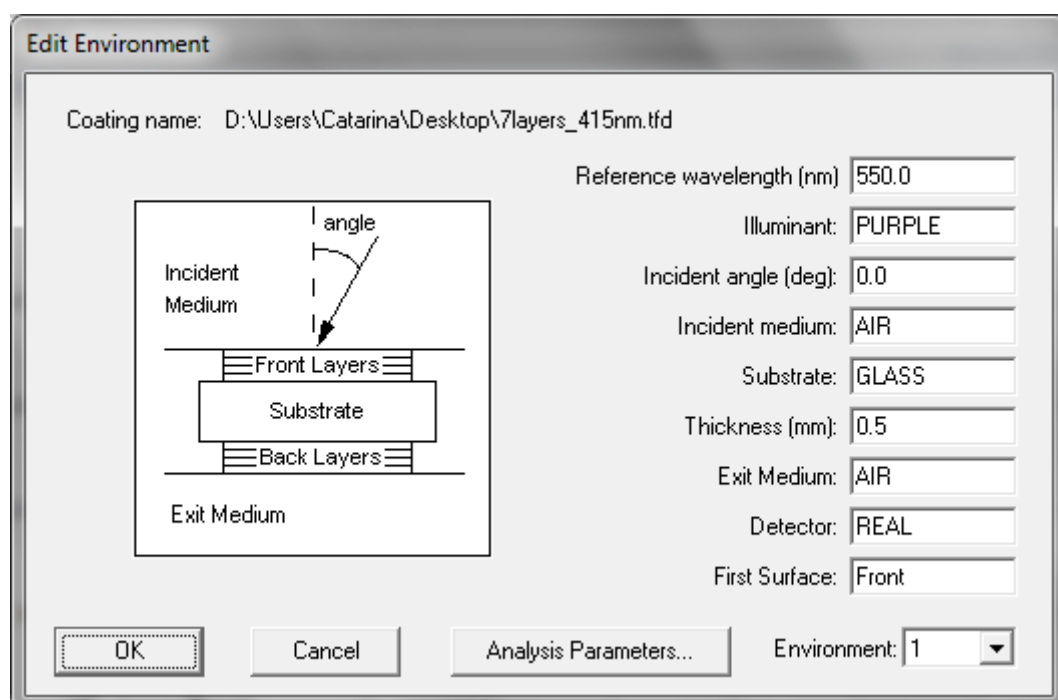 Edit Environment
Coating name: D:\Users\Catarina\Desktop\7layers_415nm.tfd
Reference wavelength (nm) 550.0
Illuminant: PURPLE
Incident angle (deg): 0.0
Incident medium: AIR
Substrate: GLASS
Thickness (mm): 0.5
Exit Medium: AIR
Detector: REAL
First Surface: Front
angle
Incident
Medium
Front Layers
Substrate
Back Layers
Exit Medium
OK Cancel Analysis Parameters... Environment: 1